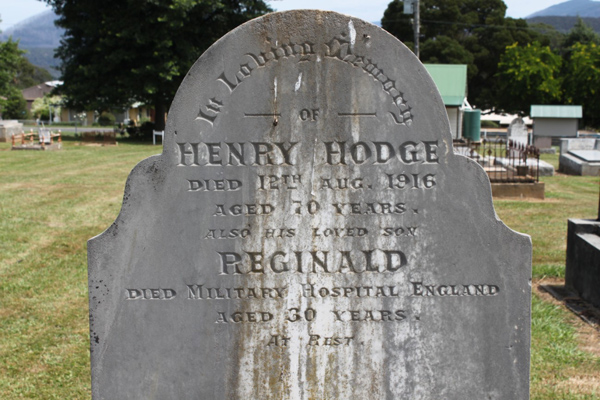 In Loving Memory
OF
HENRY HODGE
DIED 12TH AUG. 1916
AGED 70 YEARS.
ALSO HIS LOVED SON
REGINALD
DIED MILITARY HOSPITAL ENGLAND
AGED 30 YEARS.
AT REST.